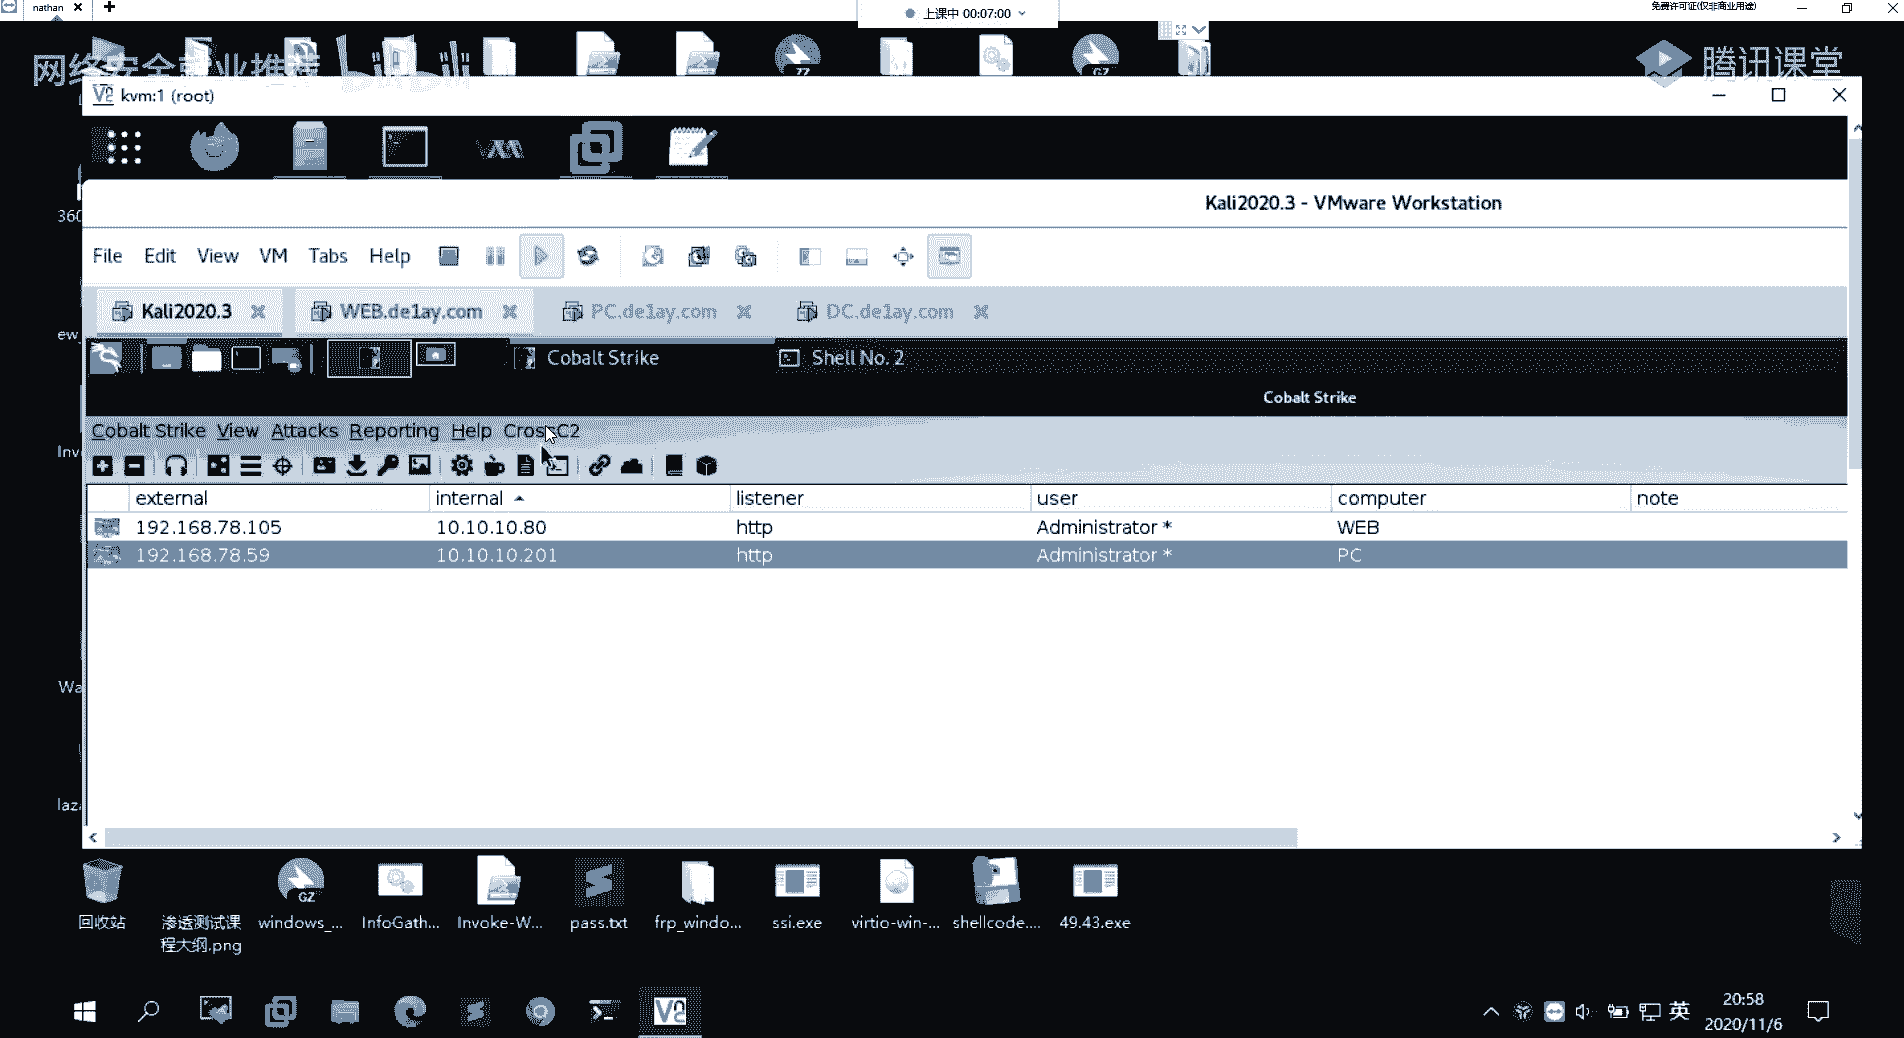 nathan
上课中 00:07:00
免费许可证(仅非商业用途)
网络安全就业推荐 bilibili
腾讯课堂
ZZ
GZ
kvm:1 (root)
Kali2020.3 - VMware Workstation
File Edit View VM Tabs Help
Kali2020.3 WEB.de1ay.com PC.de1ay.com DC.de1ay.com
Cobalt Strike Shell No. 2
Cobalt Strike
Cobalt Strike View Attacks Reporting Help CrossC2
external internal listener user computer note
192.168.78.105 10.10.10.80 http Administrator * WEB
192.168.78.59 10.10.10.201 http Administrator * PC
360
ew_
Inv
Wa
laz
GZ
回收站 渗透测试课程大纲.png windows_... InfoGath... Invoke-W... pass.txt frp_windo... ssi.exe virtio-win-... shellcode.... 49.43.exe
英
20:58
2020/11/6